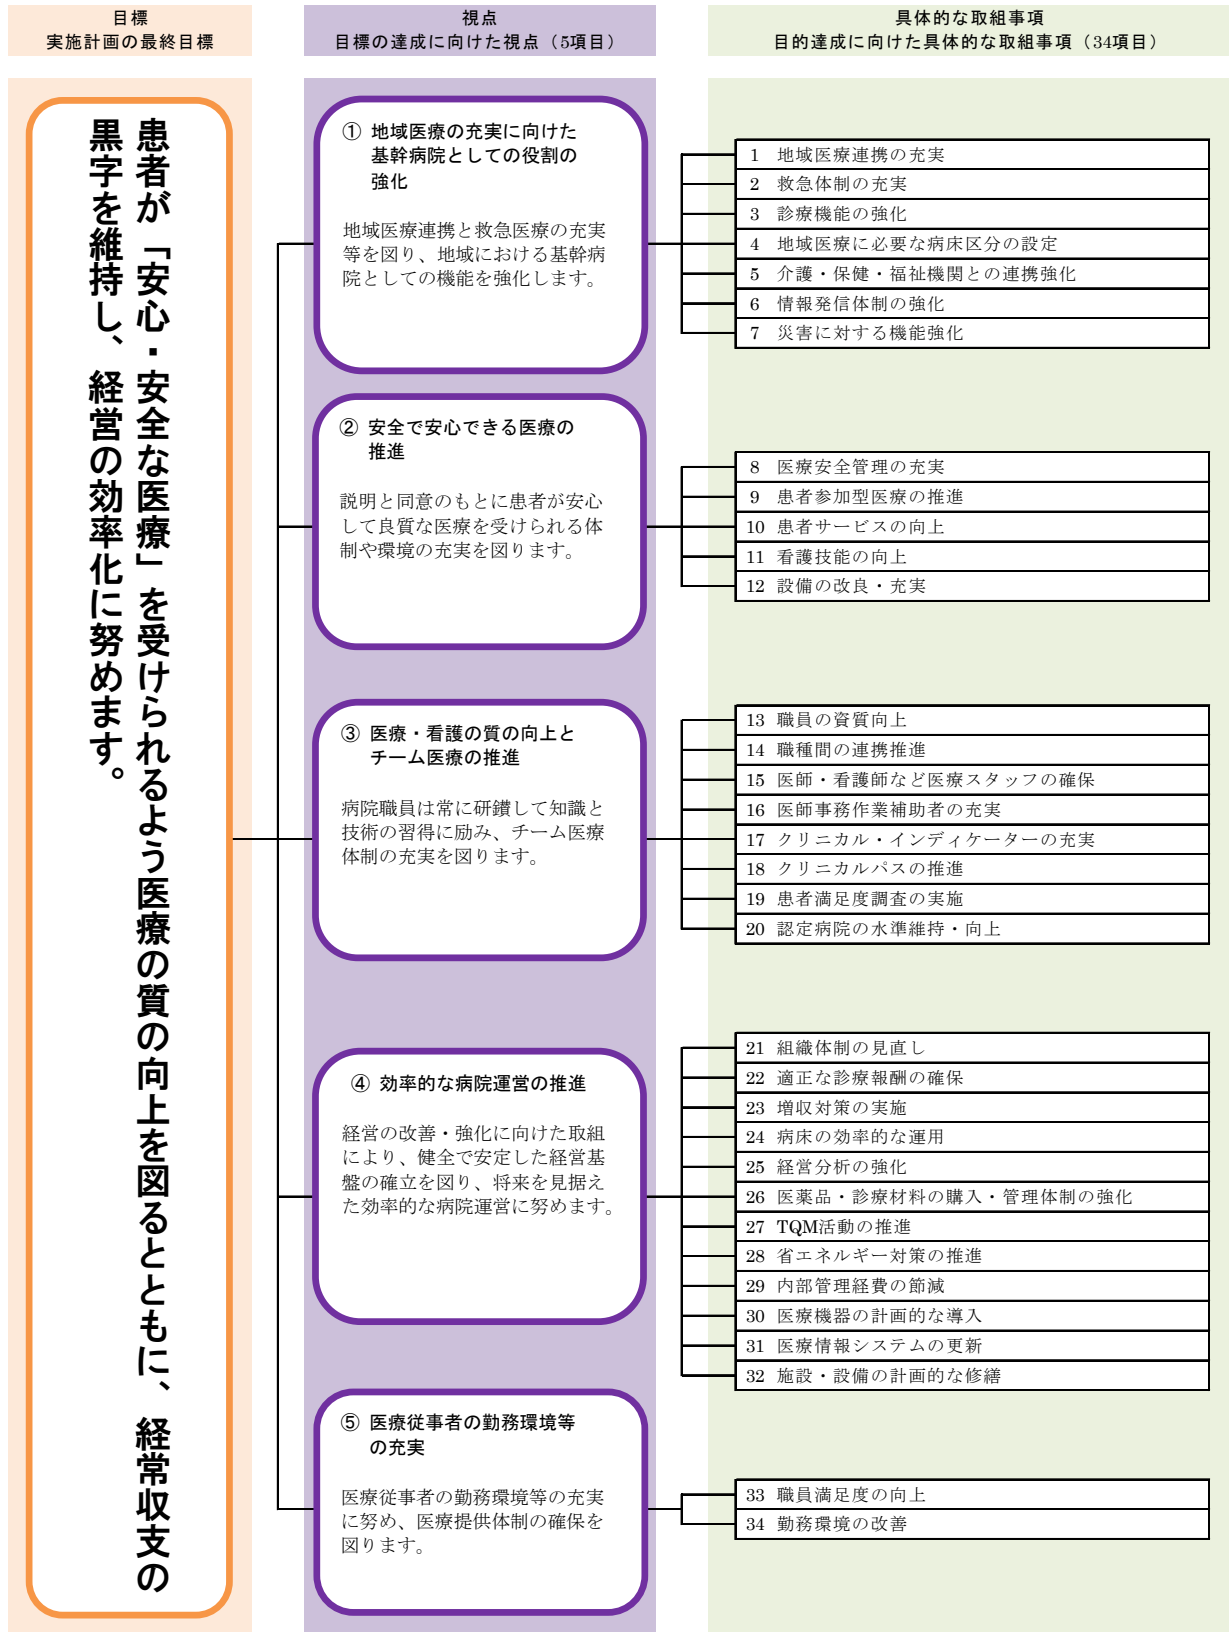 目標
実施計画の最終目標
視点
目標の達成に向けた視点（5項目）
具体的な取組事項
目的達成に向けた具体的な取組事項（34項目）
患者が「安心・安全な医療」を受けられるよう医療の質の向上を図るとともに、経常収支の
黒字を維持し、経営の効率化に努めます。
① 地域医療の充実に向けた
基幹病院としての役割の
強化
地域医療連携と救急医療の充実
等を図り、地域における基幹病
院としての機能を強化します。
1 地域医療連携の充実
2 救急体制の充実
3 診療機能の強化
4 地域医療に必要な病床区分の設定
5 介護・保健・福祉機関との連携強化
6 情報発信体制の強化
7 災害に対する機能強化
② 安全で安心できる医療の
推進
説明と同意のもとに患者が安心
して良質な医療を受けられる体
制や環境の充実を図ります。
8 医療安全管理の充実
9 患者参加型医療の推進
10 患者サービスの向上
11 看護技能の向上
12 設備の改良・充実
③ 医療・看護の質の向上と
チーム医療の推進
病院職員は常に研鑽して知識と
技術の習得に励み、チーム医療
体制の充実を図ります。
13 職員の資質向上
14 職種間の連携推進
15 医師・看護師など医療スタッフの確保
16 医師事務作業補助者の充実
17 クリニカル・インディケーターの充実
18 クリニカルパスの推進
19 患者満足度調査の実施
20 認定病院の水準維持・向上
④ 効率的な病院運営の推進
経営の改善・強化に向けた取組
により、健全で安定した経営基
盤の確立を図り、将来を見据え
た効率的な病院運営に努めます。
21 組織体制の見直し
22 適正な診療報酬の確保
23 増収対策の実施
24 病床の効率的な運用
25 経営分析の強化
26 医薬品・診療材料の購入・管理体制の強化
27 TQM活動の推進
28 省エネルギー対策の推進
29 内部管理経費の節減
30 医療機器の計画的な導入
31 医療情報システムの更新
32 施設・設備の計画的な修繕
⑤ 医療従事者の勤務環境等
の充実
医療従事者の勤務環境等の充実
に努め、医療提供体制の確保を
図ります。
33 職員満足度の向上
34 勤務環境の改善